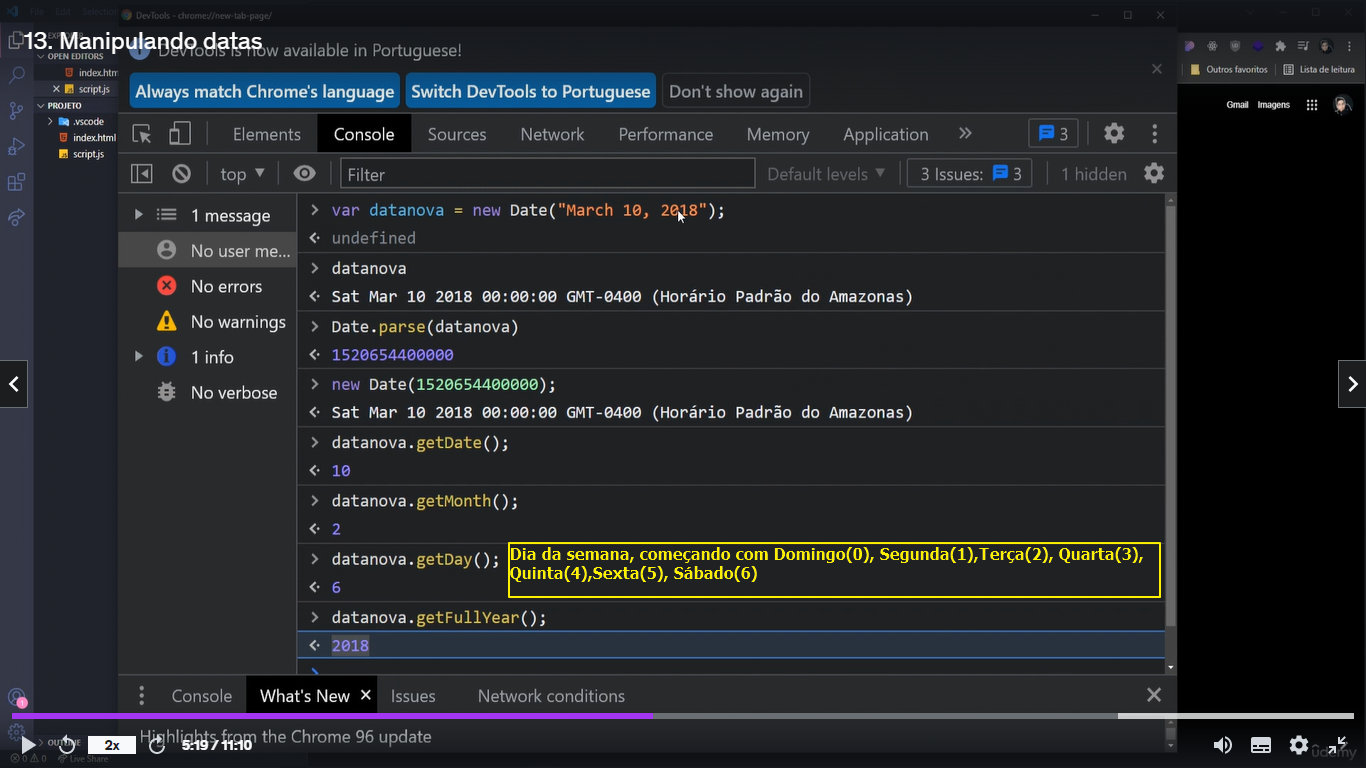 File Edit Selection
DevTools - chrome://new-tab-page/
13. Manipulando datas
DevTools is now available in Portuguese!
Always match Chrome's language
Switch DevTools to Portuguese
Don't show again
OPEN EDITORS
index.htm
script.js
PROJETO
.vscode
index.html
script.js
Outros favoritos
Lista de leitura
Gmail Imagens
Elements Console Sources Network Performance Memory Application » 3
top Filter Default levels 3 Issues: 3 1 hidden
1 message
No user me...
No errors
No warnings
1 info
No verbose
> var datanova = new Date("March 10, 2018");
undefined
> datanova
Sat Mar 10 2018 00:00:00 GMT-0400 (Horário Padrão do Amazonas)
> Date.parse(datanova)
1520654400000
> new Date(1520654400000);
Sat Mar 10 2018 00:00:00 GMT-0400 (Horário Padrão do Amazonas)
> datanova.getDate();
10
> datanova.getMonth();
2
> datanova.getDay();
Dia da semana, começando com Domingo(0), Segunda(1),Terça(2), Quarta(3),
Quinta(4),Sexta(5), Sábado(6)
6
> datanova.getFullYear();
2018
Console What's New Issues Network conditions
Highlights from the Chrome 96 update
OUTLINE
2x
5:19 / 11:10
0 0 Live Share
1
ûdemy